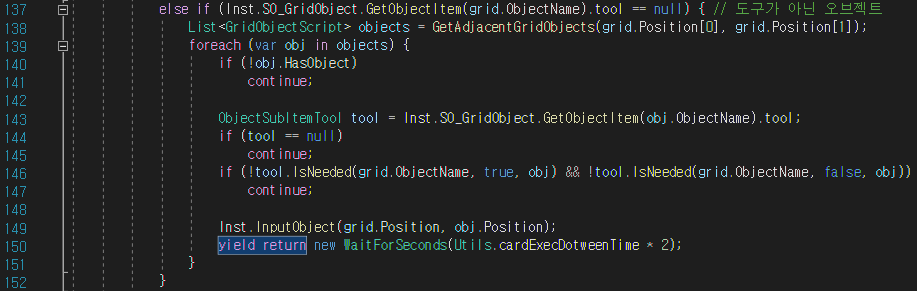 137 else if (Inst.SO_GridObject.GetObjectItem(grid.ObjectName).tool == null) { // 도구가 아닌 오브젝트
138 List<GridObjectScript> objects = GetAdjacentGridObjects(grid.Position[0], grid.Position[1]);
139 foreach (var obj in objects) {
140 if (!obj.HasObject)
141 continue;
142
143 ObjectSubItemTool tool = Inst.SO_GridObject.GetObjectItem(obj.ObjectName).tool;
144 if (tool == null)
145 continue;
146 if (!tool.IsNeeded(grid.ObjectName, true, obj) && !tool.IsNeeded(grid.ObjectName, false, obj))
147 continue;
148
149 Inst.InputObject(grid.Position, obj.Position);
150 yield return new WaitForSeconds(Utils.cardExecDotweenTime * 2);
151 }
152 }